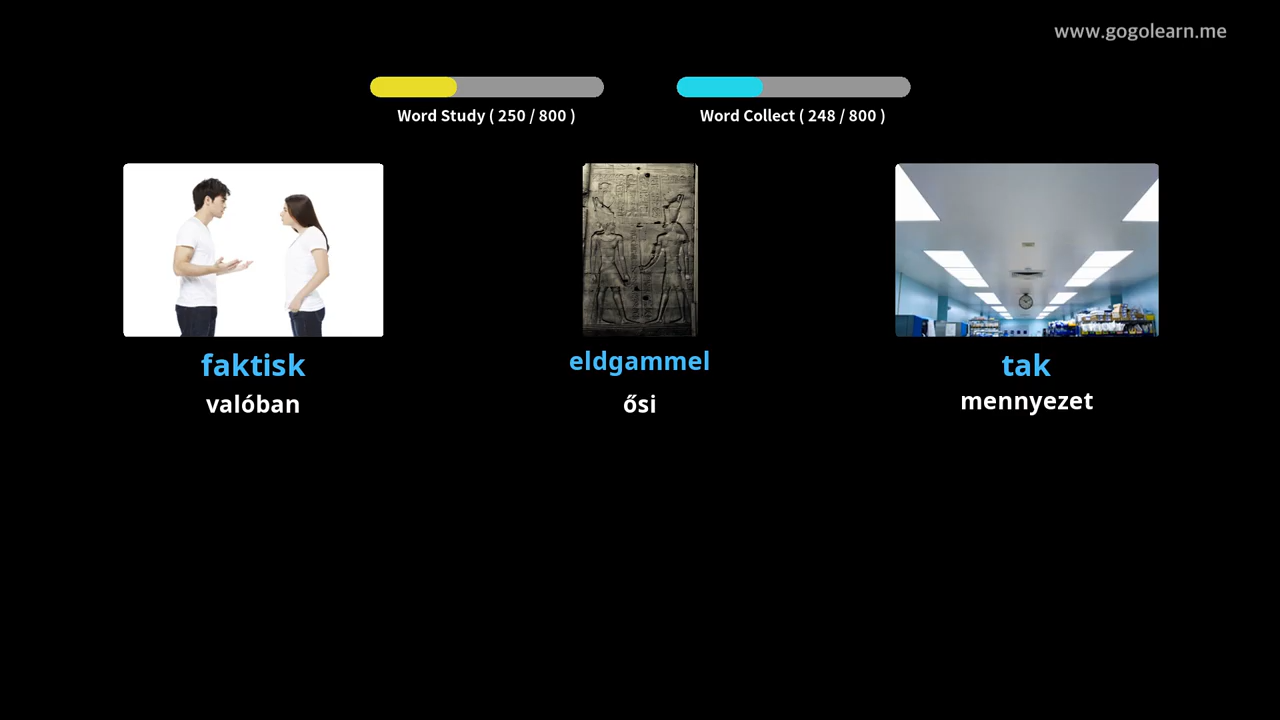 www.gogolearn.me
Word Study ( 250 / 800 )
Word Collect ( 248 / 800 )
faktisk
valóban
eldgammel
ősi
tak
mennyezet